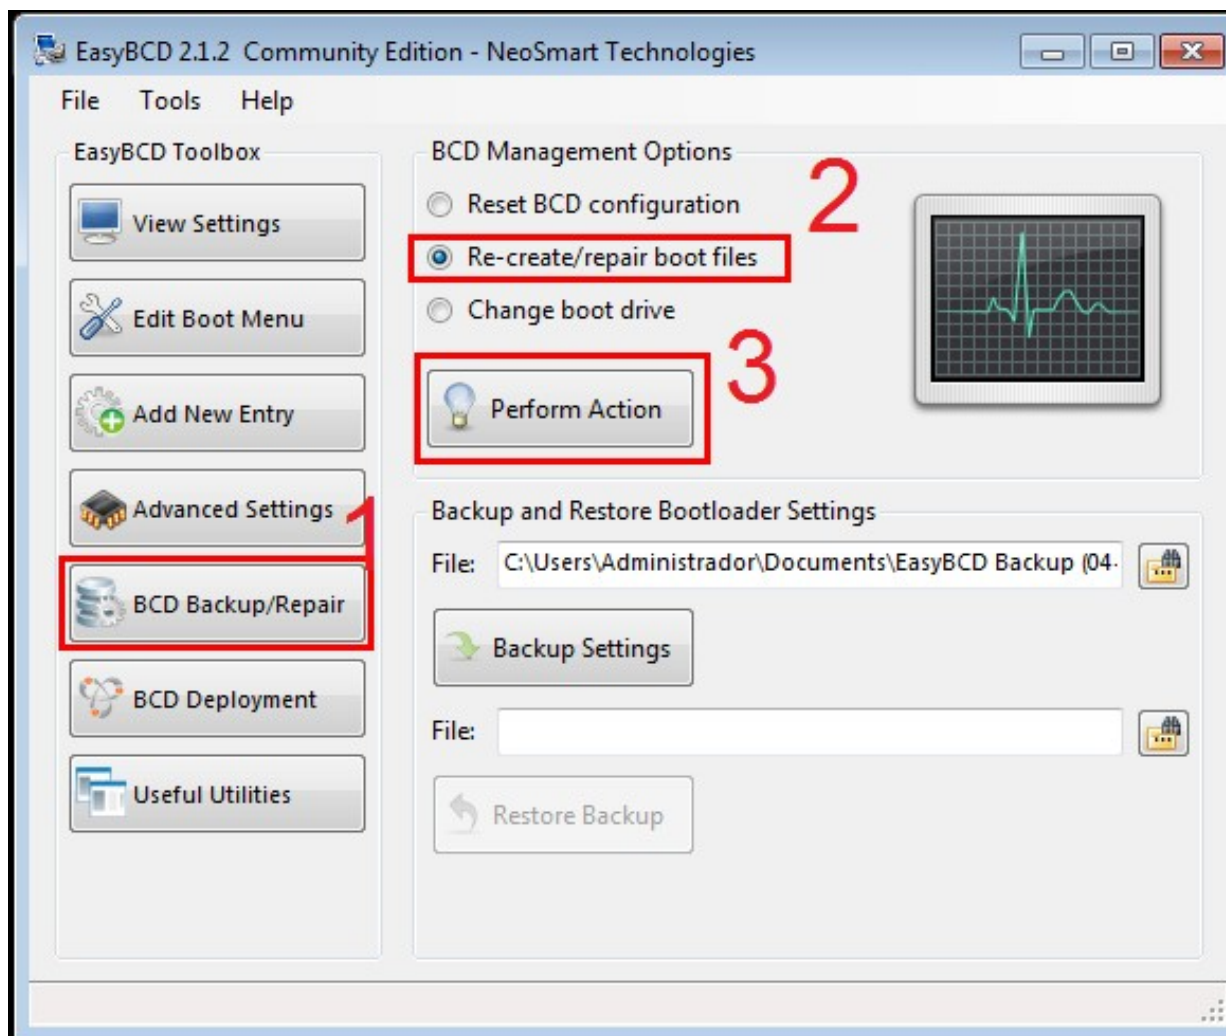 EasyBCD 2.1.2 Community Edition - NeoSmart Technologies
File Tools Help
EasyBCD Toolbox
View Settings
Edit Boot Menu
Add New Entry
Advanced Settings
1
BCD Backup/Repair
BCD Deployment
Useful Utilities
BCD Management Options
2
Reset BCD configuration
Re-create/repair boot files
Change boot drive
3
Perform Action
Backup and Restore Bootloader Settings
File: C:\Users\Administrador\Documents\EasyBCD Backup (04-
Backup Settings
File:
Restore Backup